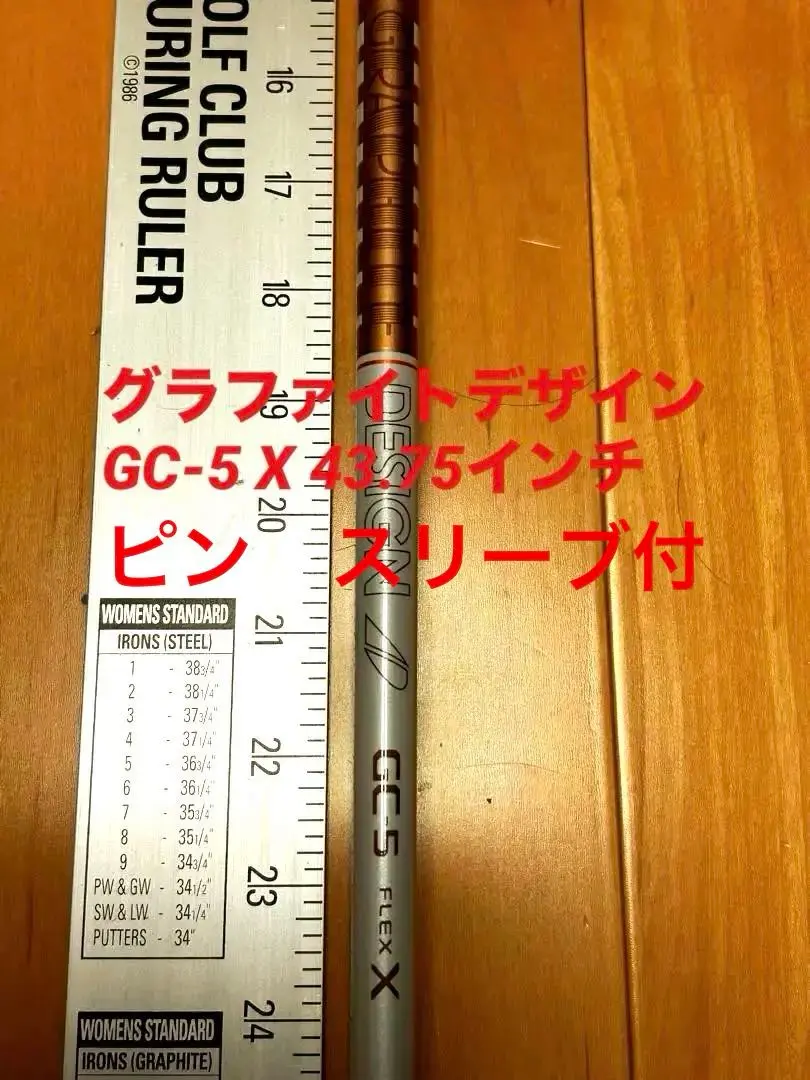 OLF CLUB
URING RULER
©1986
16
17
18
19
20
21
22
23
24
GRAPHITE
DESIGN
GC-5 FLEX X
グラファイトデザイン
GC-5 X 43.75インチ
ピン　スリーブ付
WOMENS STANDARD
IRONS (STEEL)
1 - 38 3/4"
2 - 38 1/4"
3 - 37 3/4"
4 - 37 1/4"
5 - 36 3/4"
6 - 36 1/4"
7 - 35 3/4"
8 - 35 1/4"
9 - 34 3/4"
PW & GW - 34 1/2"
SW & LW - 34 1/4"
PUTTERS - 34"
WOMENS STANDARD
IRONS (GRAPHITE)